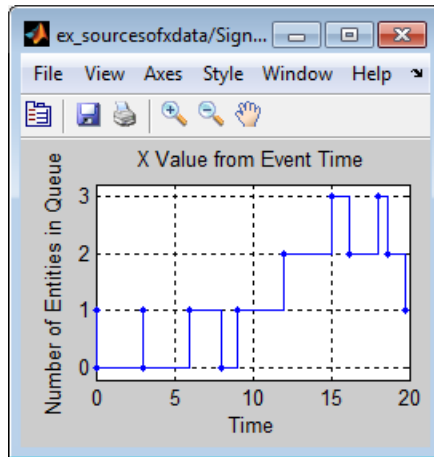 ex_sourcesofxdata/Sign...
File View Axes Style Window Help
X Value from Event Time
Number of Entities in Queue
3
2
1
0
0 5 10 15 20
Time